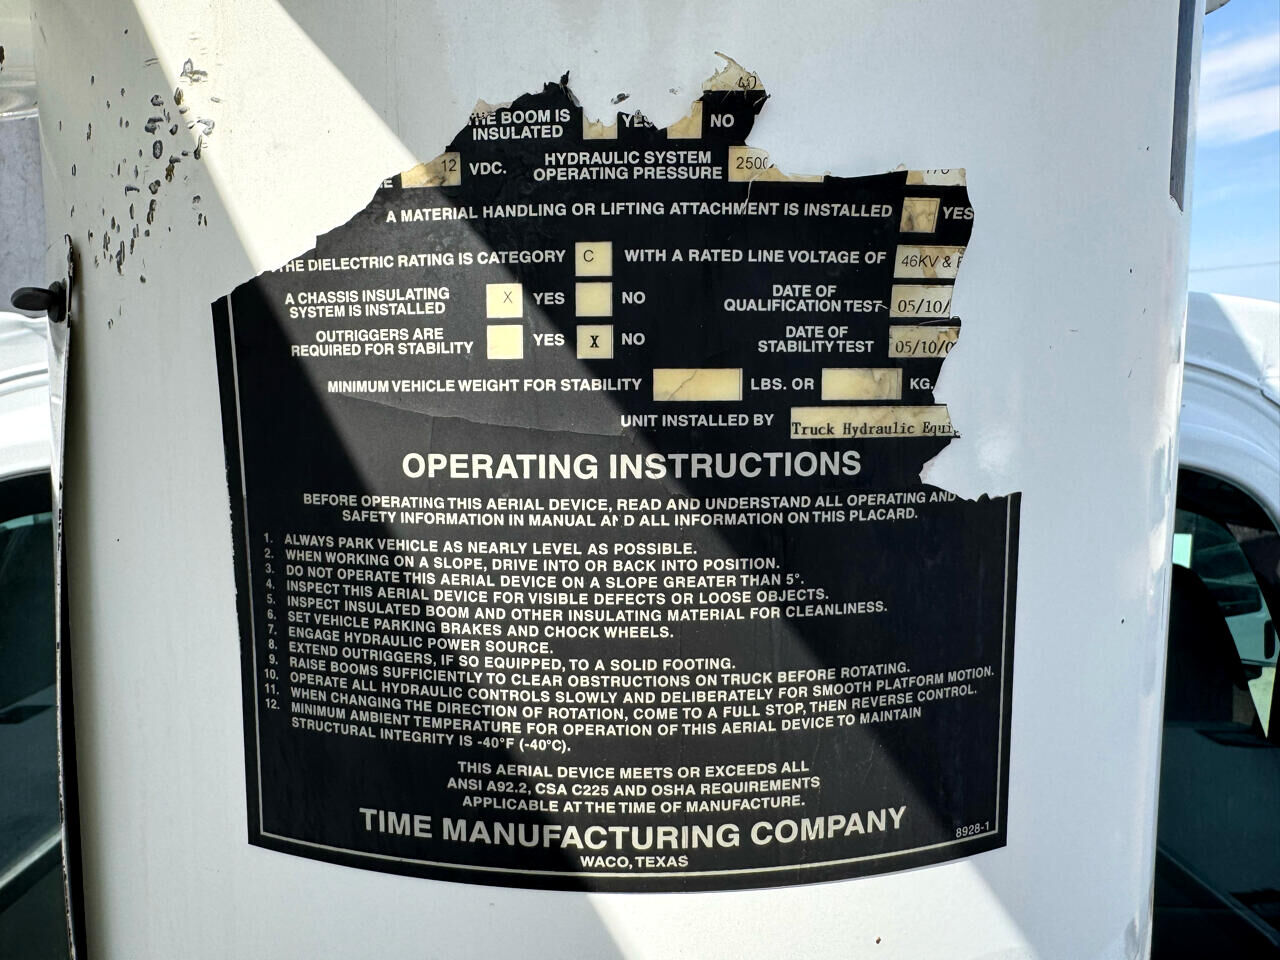 THE BOOM IS INSULATED YES NO
12 VDC. HYDRAULIC SYSTEM OPERATING PRESSURE 2500
A MATERIAL HANDLING OR LIFTING ATTACHMENT IS INSTALLED YES
THE DIELECTRIC RATING IS CATEGORY C WITH A RATED LINE VOLTAGE OF 46KV &
A CHASSIS INSULATING SYSTEM IS INSTALLED X YES NO DATE OF QUALIFICATION TEST 05/10/
OUTRIGGERS ARE REQUIRED FOR STABILITY YES X NO DATE OF STABILITY TEST 05/10/0
MINIMUM VEHICLE WEIGHT FOR STABILITY LBS. OR KG.
UNIT INSTALLED BY Truck Hydraulic Equi
OPERATING INSTRUCTIONS
BEFORE OPERATING THIS AERIAL DEVICE, READ AND UNDERSTAND ALL OPERATING AND
SAFETY INFORMATION IN MANUAL AND ALL INFORMATION ON THIS PLACARD.
1. ALWAYS PARK VEHICLE AS NEARLY LEVEL AS POSSIBLE.
2. WHEN WORKING ON A SLOPE, DRIVE INTO OR BACK INTO POSITION.
3. DO NOT OPERATE THIS AERIAL DEVICE ON A SLOPE GREATER THAN 5°.
4. INSPECT THIS AERIAL DEVICE FOR VISIBLE DEFECTS OR LOOSE OBJECTS.
5. INSPECT INSULATED BOOM AND OTHER INSULATING MATERIAL FOR CLEANLINESS.
6. SET VEHICLE PARKING BRAKES AND CHOCK WHEELS.
7. ENGAGE HYDRAULIC POWER SOURCE.
8. EXTEND OUTRIGGERS, IF SO EQUIPPED, TO A SOLID FOOTING.
9. RAISE BOOMS SUFFICIENTLY TO CLEAR OBSTRUCTIONS ON TRUCK BEFORE ROTATING.
10. OPERATE ALL HYDRAULIC CONTROLS SLOWLY AND DELIBERATELY FOR SMOOTH PLATFORM MOTION.
11. WHEN CHANGING THE DIRECTION OF ROTATION, COME TO A FULL STOP, THEN REVERSE CONTROL.
12. MINIMUM AMBIENT TEMPERATURE FOR OPERATION OF THIS AERIAL DEVICE TO MAINTAIN
STRUCTURAL INTEGRITY IS -40°F (-40°C).
THIS AERIAL DEVICE MEETS OR EXCEEDS ALL
ANSI A92.2, CSA C225 AND OSHA REQUIREMENTS
APPLICABLE AT THE TIME OF MANUFACTURE.
TIME MANUFACTURING COMPANY
WACO, TEXAS
8928-1